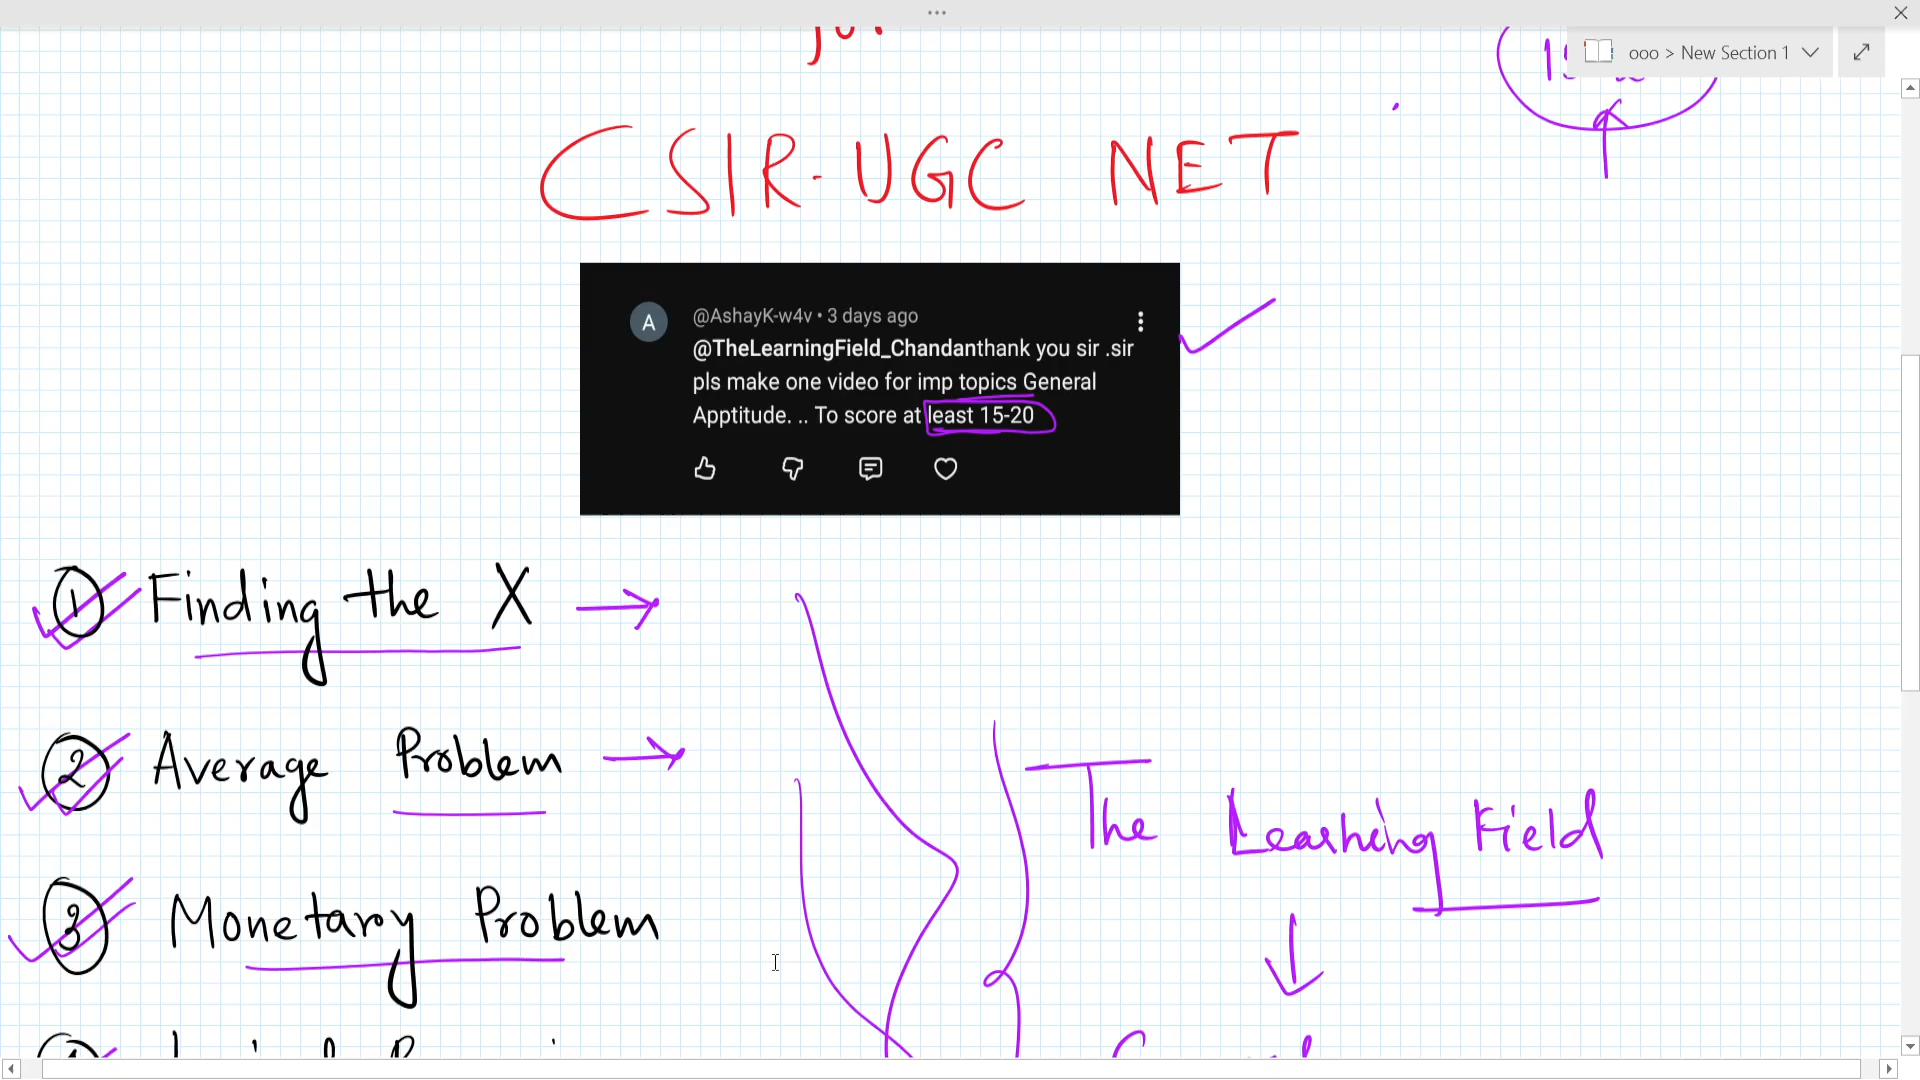 ooo > New Section 1
CSIR-UGC NET
A
@AshayK-w4v • 3 days ago
@TheLearningField_Chandanthank you sir .sir
pls make one video for imp topics General
Apptitude. .. To score at least 15-20
① Finding the X →
② Average Problem →
③ Monetary Problem
The Learning Field